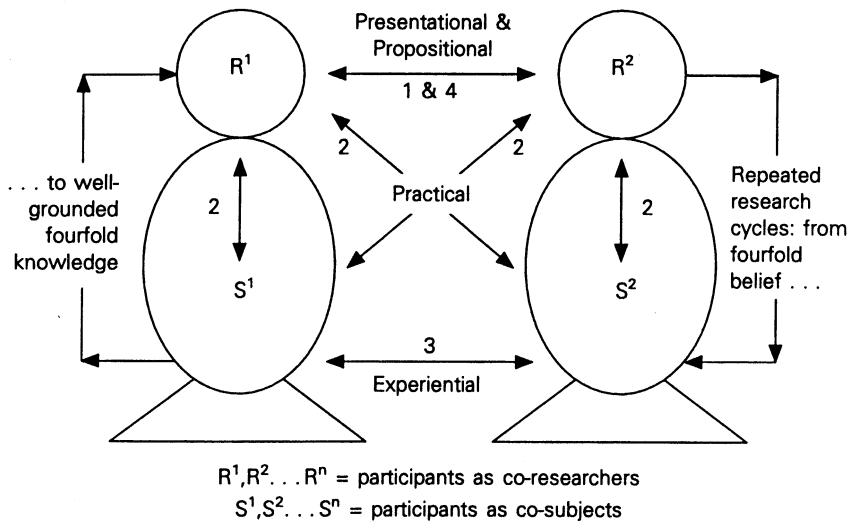 Presentational &
Propositional
R¹
R²
1 & 4
2
2
. . . to well-
grounded
fourfold
knowledge
2
Practical
2
Repeated
research
cycles: from
fourfold
belief . . .
S¹
S²
3
Experiential
R¹,R². . .Rⁿ = participants as co-researchers
S¹,S². . .Sⁿ = participants as co-subjects